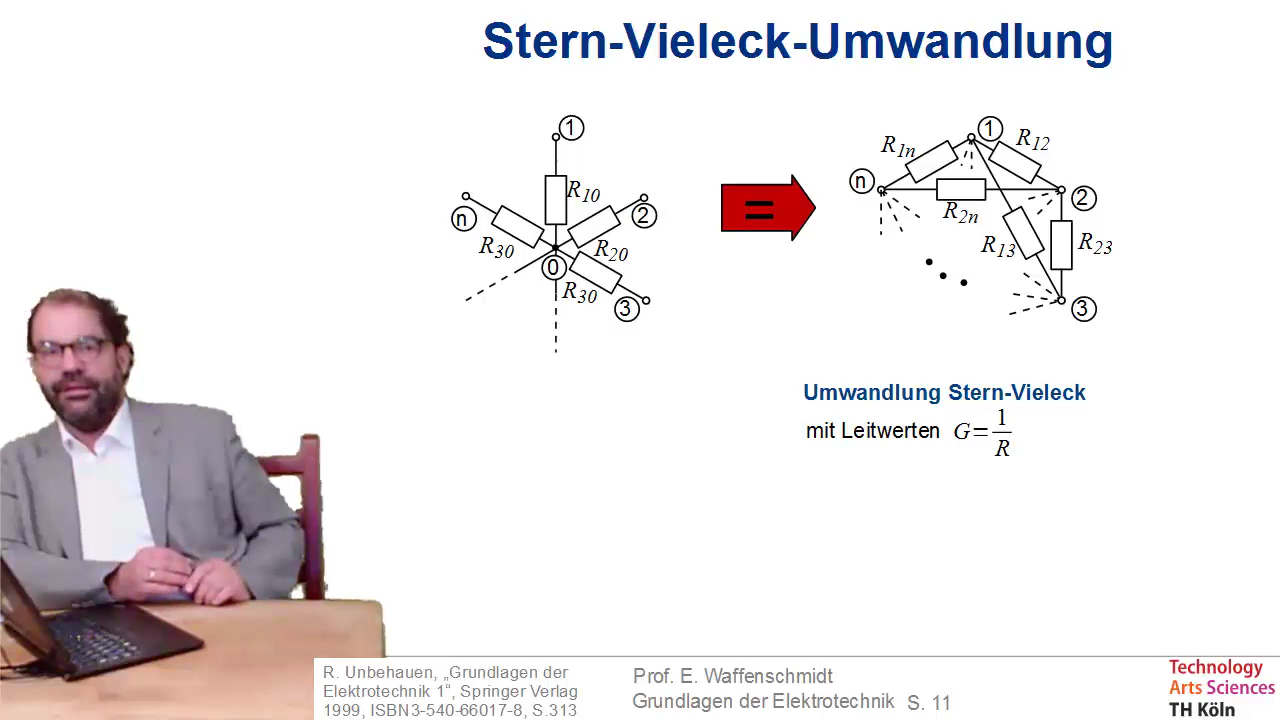 Stern-Vieleck-Umwandlung
1
n
R10
2
R30
R20
0
R30
3
=
1
R1n
R12
n
R2n
2
R13
R23
3
Umwandlung Stern-Vieleck
mit Leitwerten G=1/R
R. Unbehauen, „Grundlagen der
Elektrotechnik 1“, Springer Verlag
1999, ISBN3-540-66017-8, S.313
Prof. E. Waffenschmidt
Grundlagen der Elektrotechnik S. 11
Technology
Arts Sciences
TH Köln